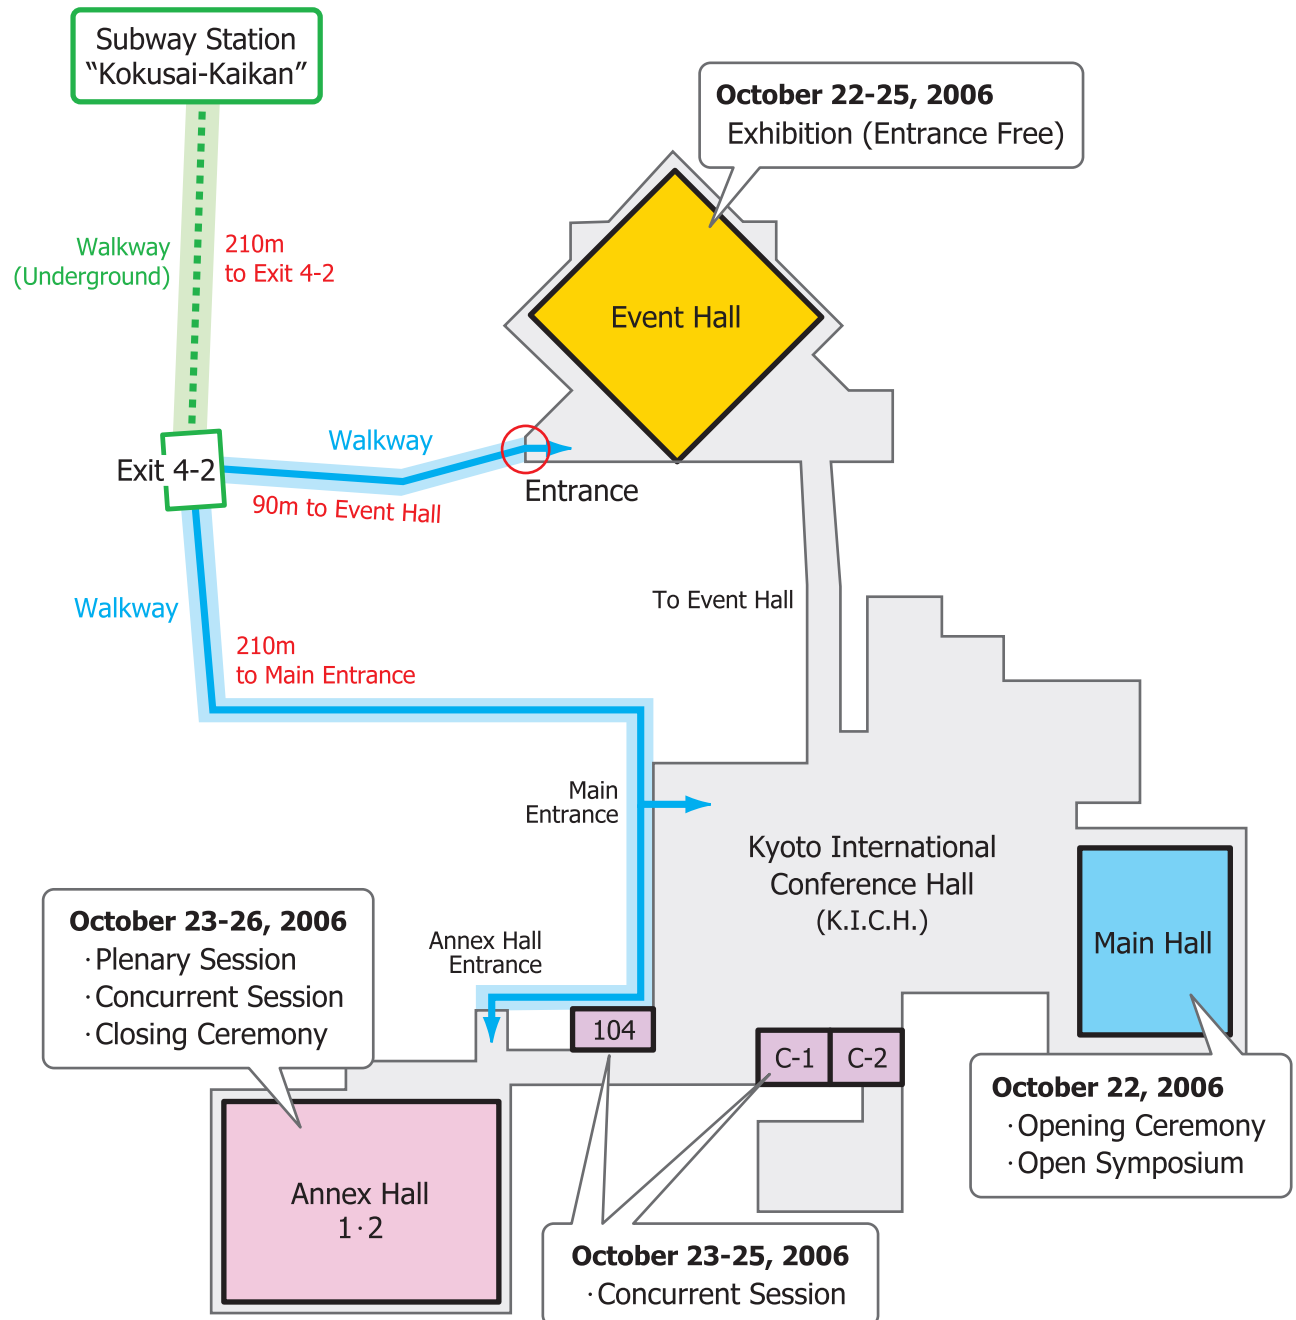 Subway Station
“Kokusai-Kaikan”
October 22-25, 2006
Exhibition (Entrance Free)
Walkway
(Underground)
210m
to Exit 4-2
Event Hall
Walkway
Exit 4-2
Entrance
90m to Event Hall
Walkway
To Event Hall
210m
to Main Entrance
Main
Entrance
Kyoto International
Conference Hall
(K.I.C.H.)
Main Hall
October 23-26, 2006
·Plenary Session
·Concurrent Session
·Closing Ceremony
Annex Hall
Entrance
104
C-1
C-2
October 22, 2006
·Opening Ceremony
·Open Symposium
Annex Hall
1·2
October 23-25, 2006
·Concurrent Session